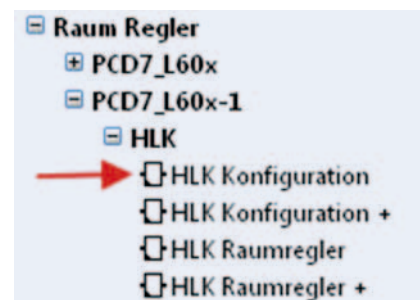 Raum Regler
PCD7_L60x
PCD7_L60x-1
HLK
HLK Konfiguration
HLK Konfiguration +
HLK Raumregler
HLK Raumregler +